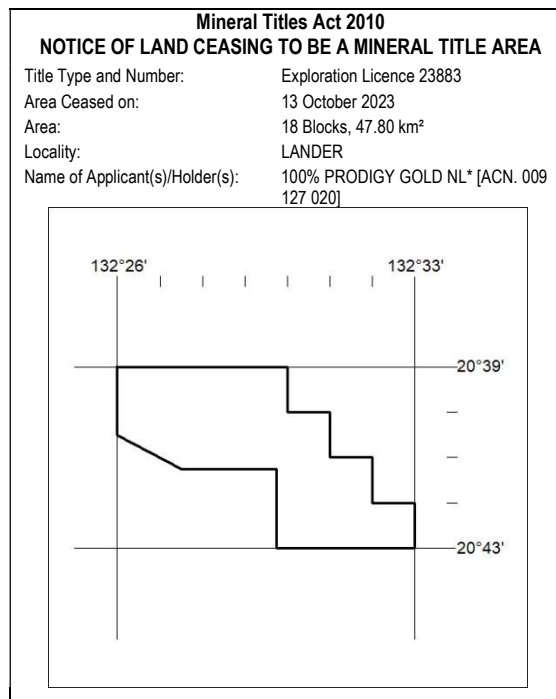 Mineral Titles Act 2010
NOTICE OF LAND CEASING TO BE A MINERAL TITLE AREA
Title Type and Number: Exploration Licence 23883
Area Ceased on: 13 October 2023
Area: 18 Blocks, 47.80 km²
Locality: LANDER
Name of Applicant(s)/Holder(s): 100% PRODIGY GOLD NL* [ACN. 009
127 020]
132°26' 132°33'
20°39'
20°43'